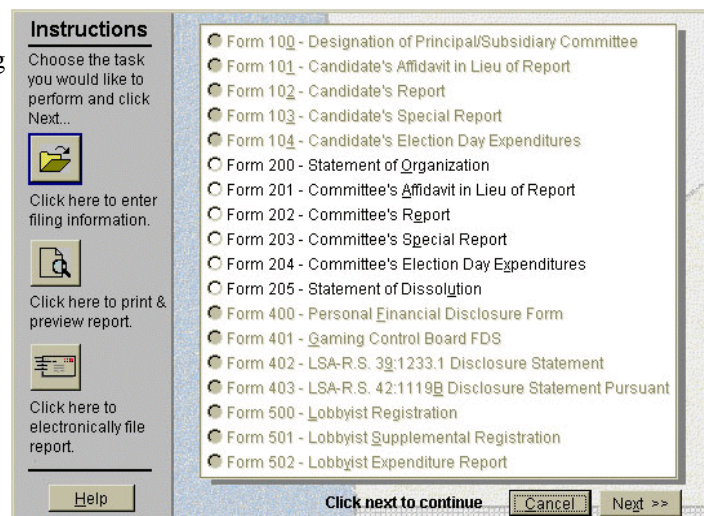 Instructions
Choose the task
you would like to
perform and click
Next...
Click here to enter
filing information.
Click here to print &
preview report.
Click here to
electronically file
report.
Help
Form 100 - Designation of Principal/Subsidiary Committee
Form 101 - Candidate's Affidavit in Lieu of Report
Form 102 - Candidate's Report
Form 103 - Candidate's Special Report
Form 104 - Candidate's Election Day Expenditures
Form 200 - Statement of Organization
Form 201 - Committee's Affidavit in Lieu of Report
Form 202 - Committee's Report
Form 203 - Committee's Special Report
Form 204 - Committee's Election Day Expenditures
Form 205 - Statement of Dissolution
Form 400 - Personal Financial Disclosure Form
Form 401 - Gaming Control Board FDS
Form 402 - LSA-R.S. 39:1233.1 Disclosure Statement
Form 403 - LSA-R.S. 42:1119B Disclosure Statement Pursuant
Form 500 - Lobbyist Registration
Form 501 - Lobbyist Supplemental Registration
Form 502 - Lobbyist Expenditure Report
Click next to continue
Cancel
Next >>